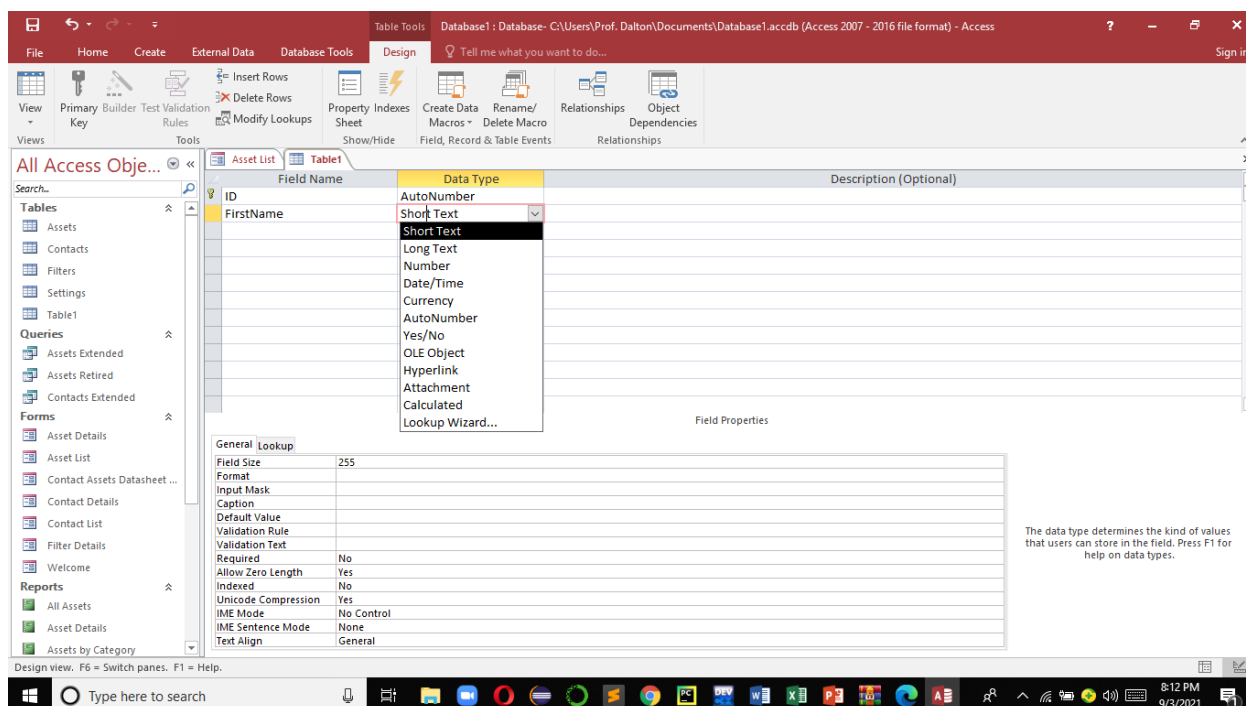 Table Tools Database1 : Database- C:\Users\Prof. Dalton\Documents\Database1.accdb (Access 2007 - 2016 file format) - Access ?
File Home Create External Data Database Tools Design Tell me what you want to do... Sign in
View
Primary Key
Builder
Test Validation Rules
Insert Rows
Delete Rows
Modify Lookups
Property Sheet
Indexes
Create Data Macros
Rename/ Delete Macro
Relationships
Object Dependencies
Views Tools Show/Hide Field, Record & Table Events Relationships
All Access Obje... «
Search...
Tables
Assets
Contacts
Filters
Settings
Table1
Queries
Assets Extended
Assets Retired
Contacts Extended
Forms
Asset Details
Asset List
Contact Assets Datasheet ...
Contact Details
Contact List
Filter Details
Welcome
Reports
All Assets
Asset Details
Assets by Category
Asset List Table1
Field Name Data Type Description (Optional)
ID AutoNumber
FirstName Short Text
Short Text
Long Text
Number
Date/Time
Currency
AutoNumber
Yes/No
OLE Object
Hyperlink
Attachment
Calculated
Lookup Wizard...
Field Properties
General Lookup
Field Size 255
Format
Input Mask
Caption
Default Value
Validation Rule
Validation Text
Required No
Allow Zero Length Yes
Indexed No
Unicode Compression Yes
IME Mode No Control
IME Sentence Mode None
Text Align General
The data type determines the kind of values
that users can store in the field. Press F1 for
help on data types.
Design view. F6 = Switch panes. F1 = Help.
Type here to search
8:12 PM
9/3/2021